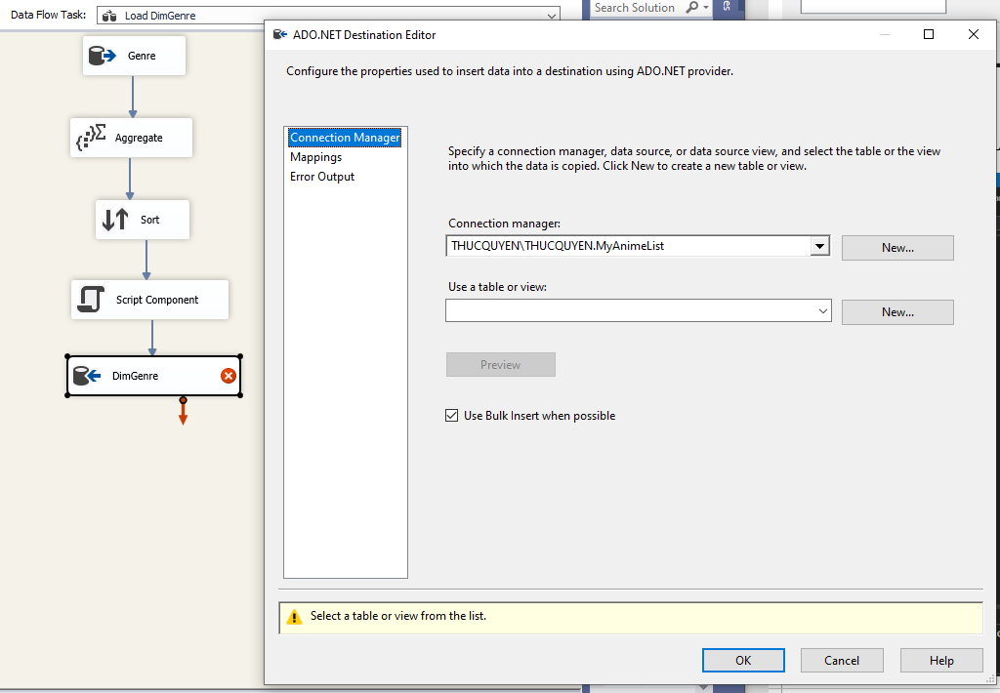 Data Flow Task:
Load DimGenre
Search Solution
Genre
Aggregate
Sort
Script Component
DimGenre
ADO.NET Destination Editor
Configure the properties used to insert data into a destination using ADO.NET provider.
Connection Manager
Mappings
Error Output
Specify a connection manager, data source, or data source view, and select the table or the view
into which the data is copied. Click New to create a new table or view.
Connection manager:
THUCQUYEN\THUCQUYEN.MyAnimeList
New...
Use a table or view:
New...
Preview
Use Bulk Insert when possible
Select a table or view from the list.
OK
Cancel
Help